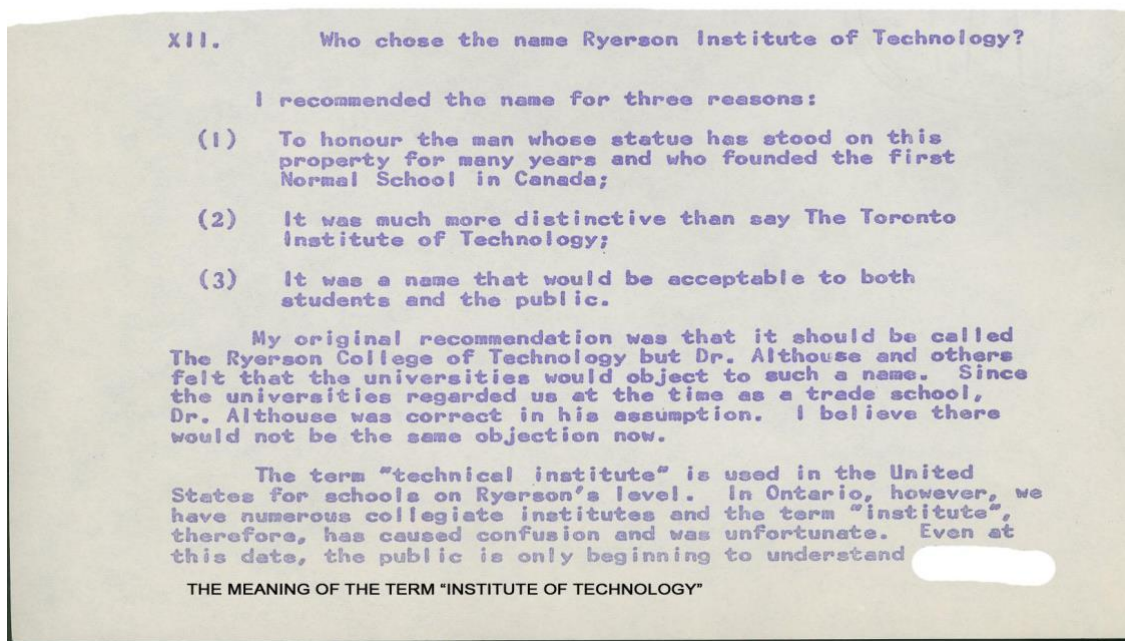 XII. Who chose the name Ryerson Institute of Technology?
I recommended the name for three reasons:
(1) To honour the man whose statue has stood on this
property for many years and who founded the first
Normal School in Canada;
(2) It was much more distinctive than say The Toronto
Institute of Technology;
(3) It was a name that would be acceptable to both
students and the public.
My original recommendation was that it should be called
The Ryerson College of Technology but Dr. Althouse and others
felt that the universities would object to such a name. Since
the universities regarded us at the time as a trade school,
Dr. Althouse was correct in his assumption. I believe there
would not be the same objection now.
The term "technical institute" is used in the United
States for schools on Ryerson's level. In Ontario, however, we
have numerous collegiate institutes and the term "institute",
therefore, has caused confusion and was unfortunate. Even at
this date, the public is only beginning to understand
THE MEANING OF THE TERM “INSTITUTE OF TECHNOLOGY”